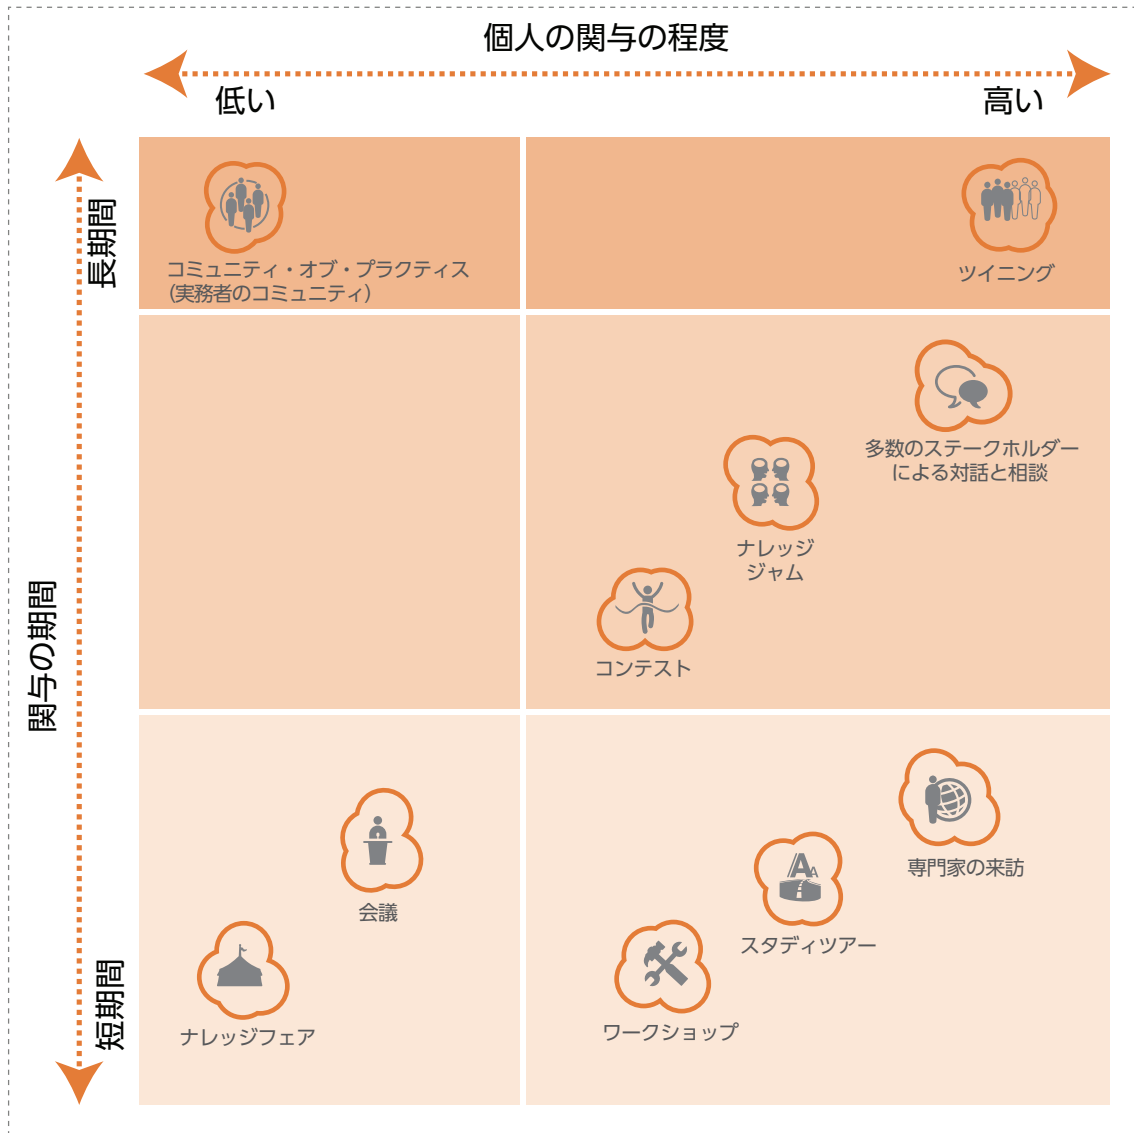 個人の関与の程度
低い
高い
長期間
関与の期間
短期間
コミュニティ・オブ・プラクティス
(実務者のコミュニティ)
ツイニング
多数のステークホルダー
による対話と相談
ナレッジ
ジャム
コンテスト
専門家の来訪
会議
スタディツアー
ナレッジフェア
ワークショップ